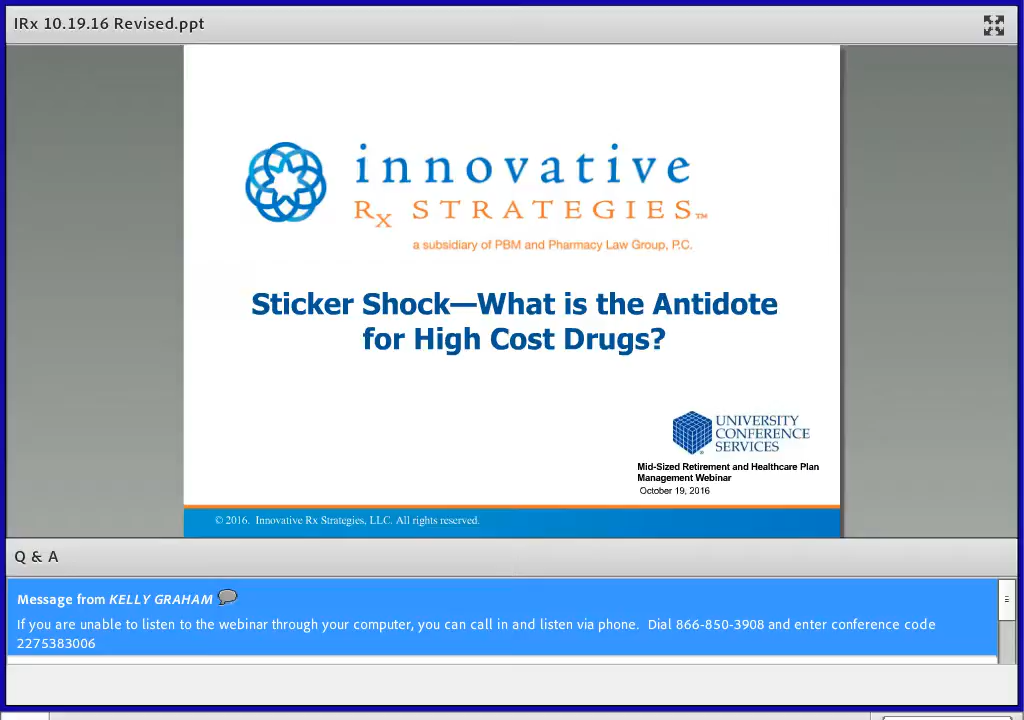 IRx 10.19.16 Revised.ppt
innovative
Rx STRATEGIES™
a subsidiary of PBM and Pharmacy Law Group, P.C.
Sticker Shock—What is the Antidote
for High Cost Drugs?
UNIVERSITY
CONFERENCE
SERVICES
Mid-Sized Retirement and Healthcare Plan
Management Webinar
October 19, 2016
© 2016. Innovative Rx Strategies, LLC. All rights reserved.
Q & A
Message from KELLY GRAHAM
If you are unable to listen to the webinar through your computer, you can call in and listen via phone. Dial 866-850-3908 and enter conference code
2275383006